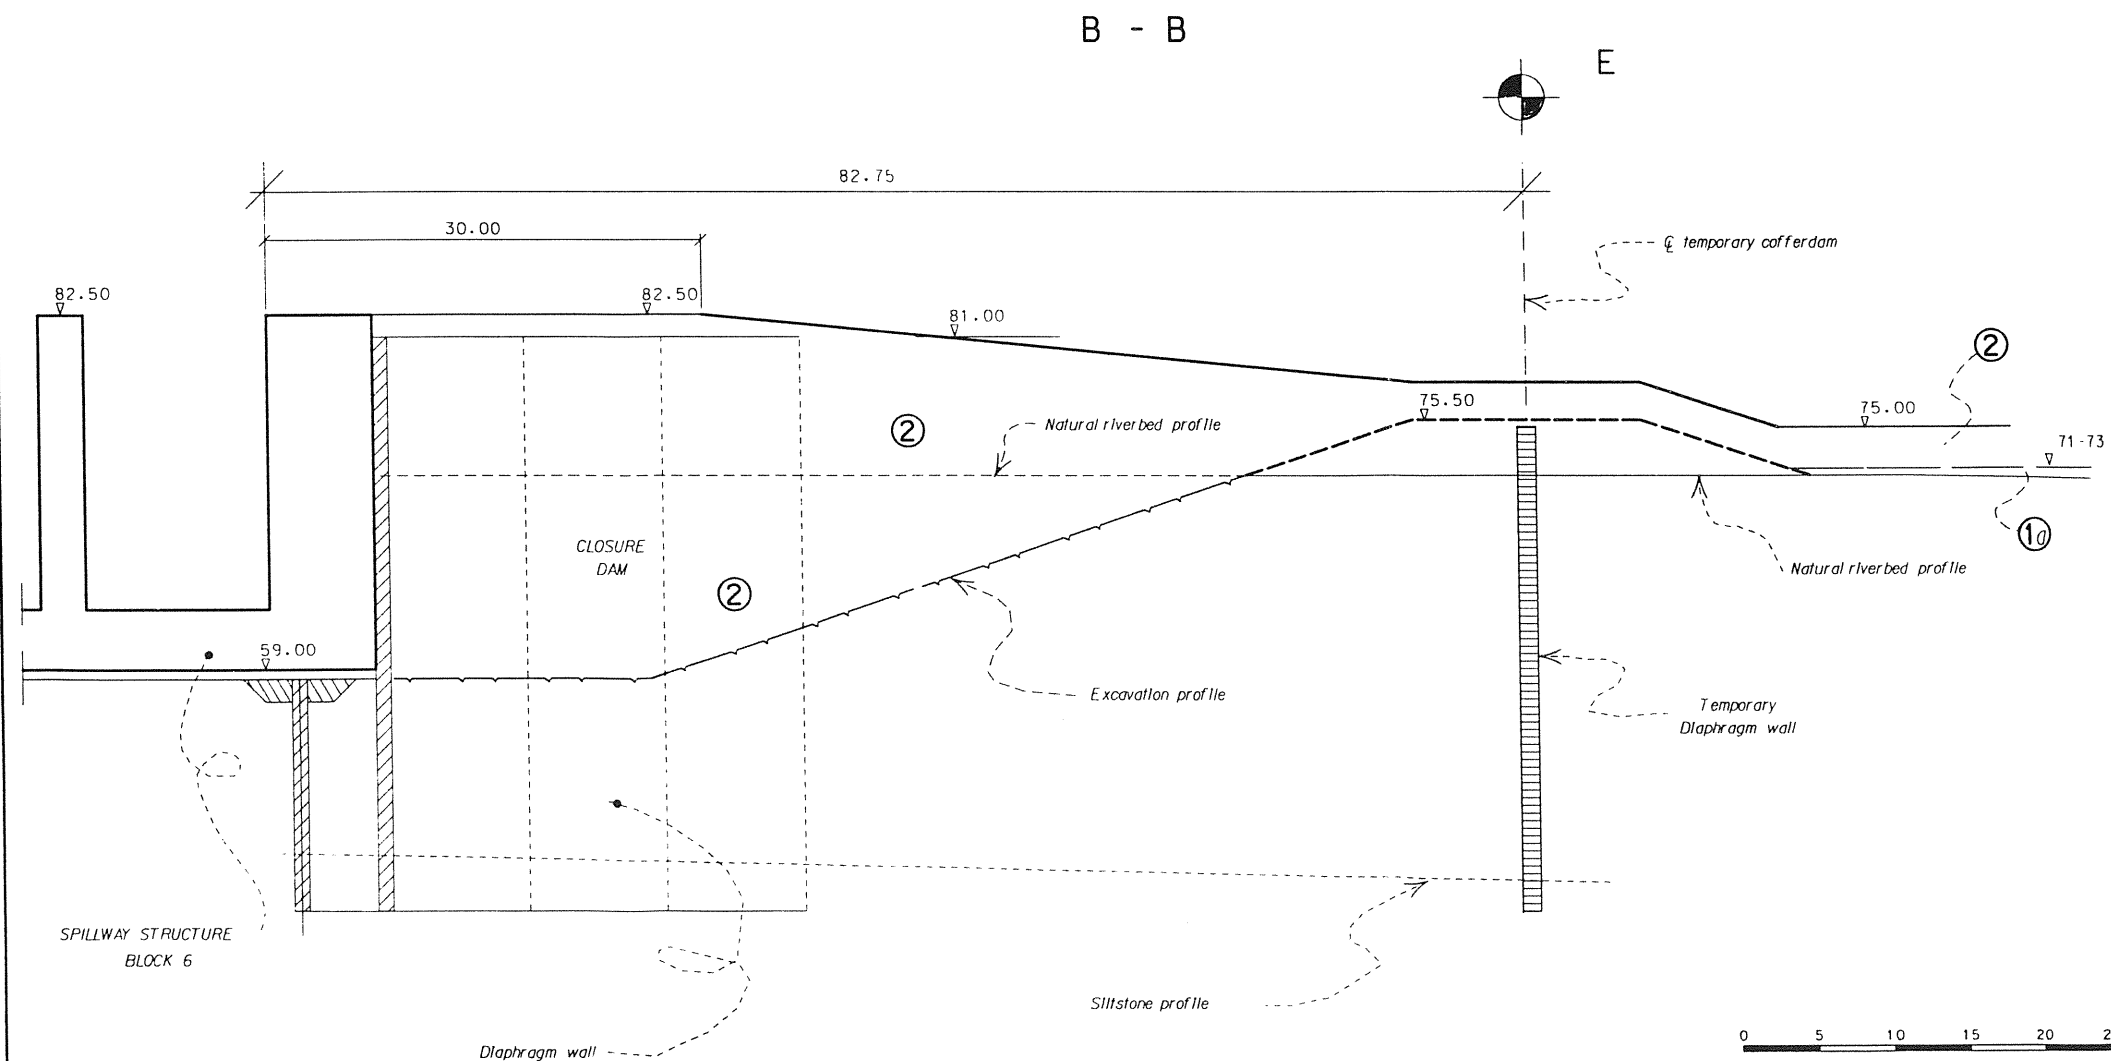 B - B
E
82.75
30.00
℄ temporary cofferdam
82.50
82.50
81.00
2
75.50
75.00
2
Natural riverbed profile
71-73
CLOSURE
DAM
1a
2
Natural riverbed profile
59.00
Excavation profile
Temporary
Diaphragm wall
SPILLWAY STRUCTURE
BLOCK 6
Siltstone profile
Diaphragm wall
0 5 10 15 20 2